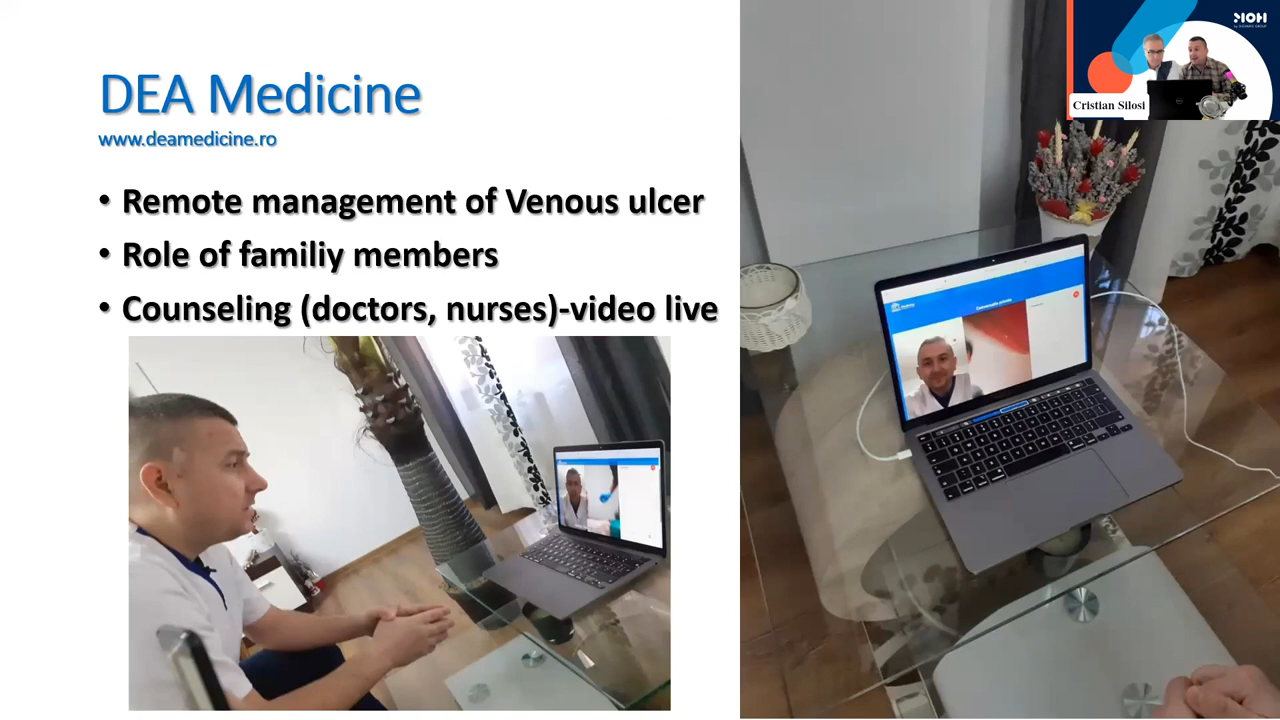 DEA Medicine
www.deamedicine.ro
• Remote management of Venous ulcer
• Role of familiy members
• Counseling (doctors, nurses)-video live
Cristian Silosi